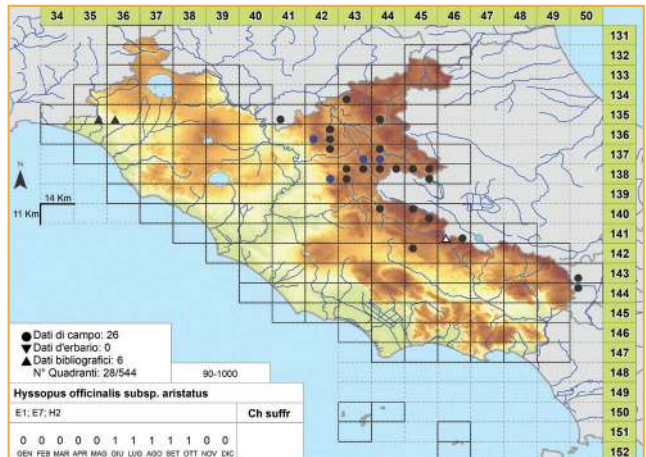 34 35 36 37 38 39 40 41 42 43 44 45 46 47 48 49 50
131
132
133
134
135
136
137
138
139
140
141
142
143
144
145
146
147
148
149
150
151
152
N
14 Km
11 Km
Dati di campo: 26
Dati d'erbario: 0
Dati bibliografici: 6
N° Quadranti: 28/544
90-1000
Hyssopus officinalis subsp. aristatus
E1; E7; H2 Ch suffr
0 0 0 0 0 1 1 1 1 1 0 0
GEN FEB MAR APR MAG GIU LUG AGO SET OTT NOV DIC